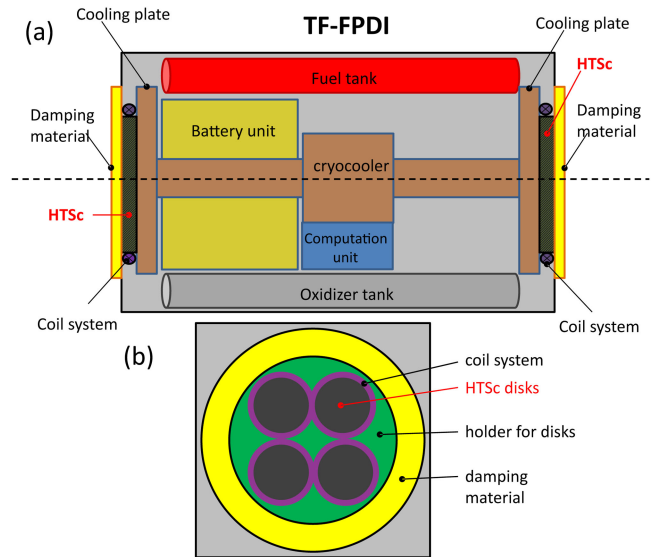 (a)
Cooling plate
TF-FPDI
Cooling plate
HTSc
Fuel tank
Damping
material
Battery unit
Damping
material
cryocooler
HTSc
Computation
unit
Oxidizer tank
Coil system
Coil system
(b)
coil system
HTSc disks
holder for disks
damping
material